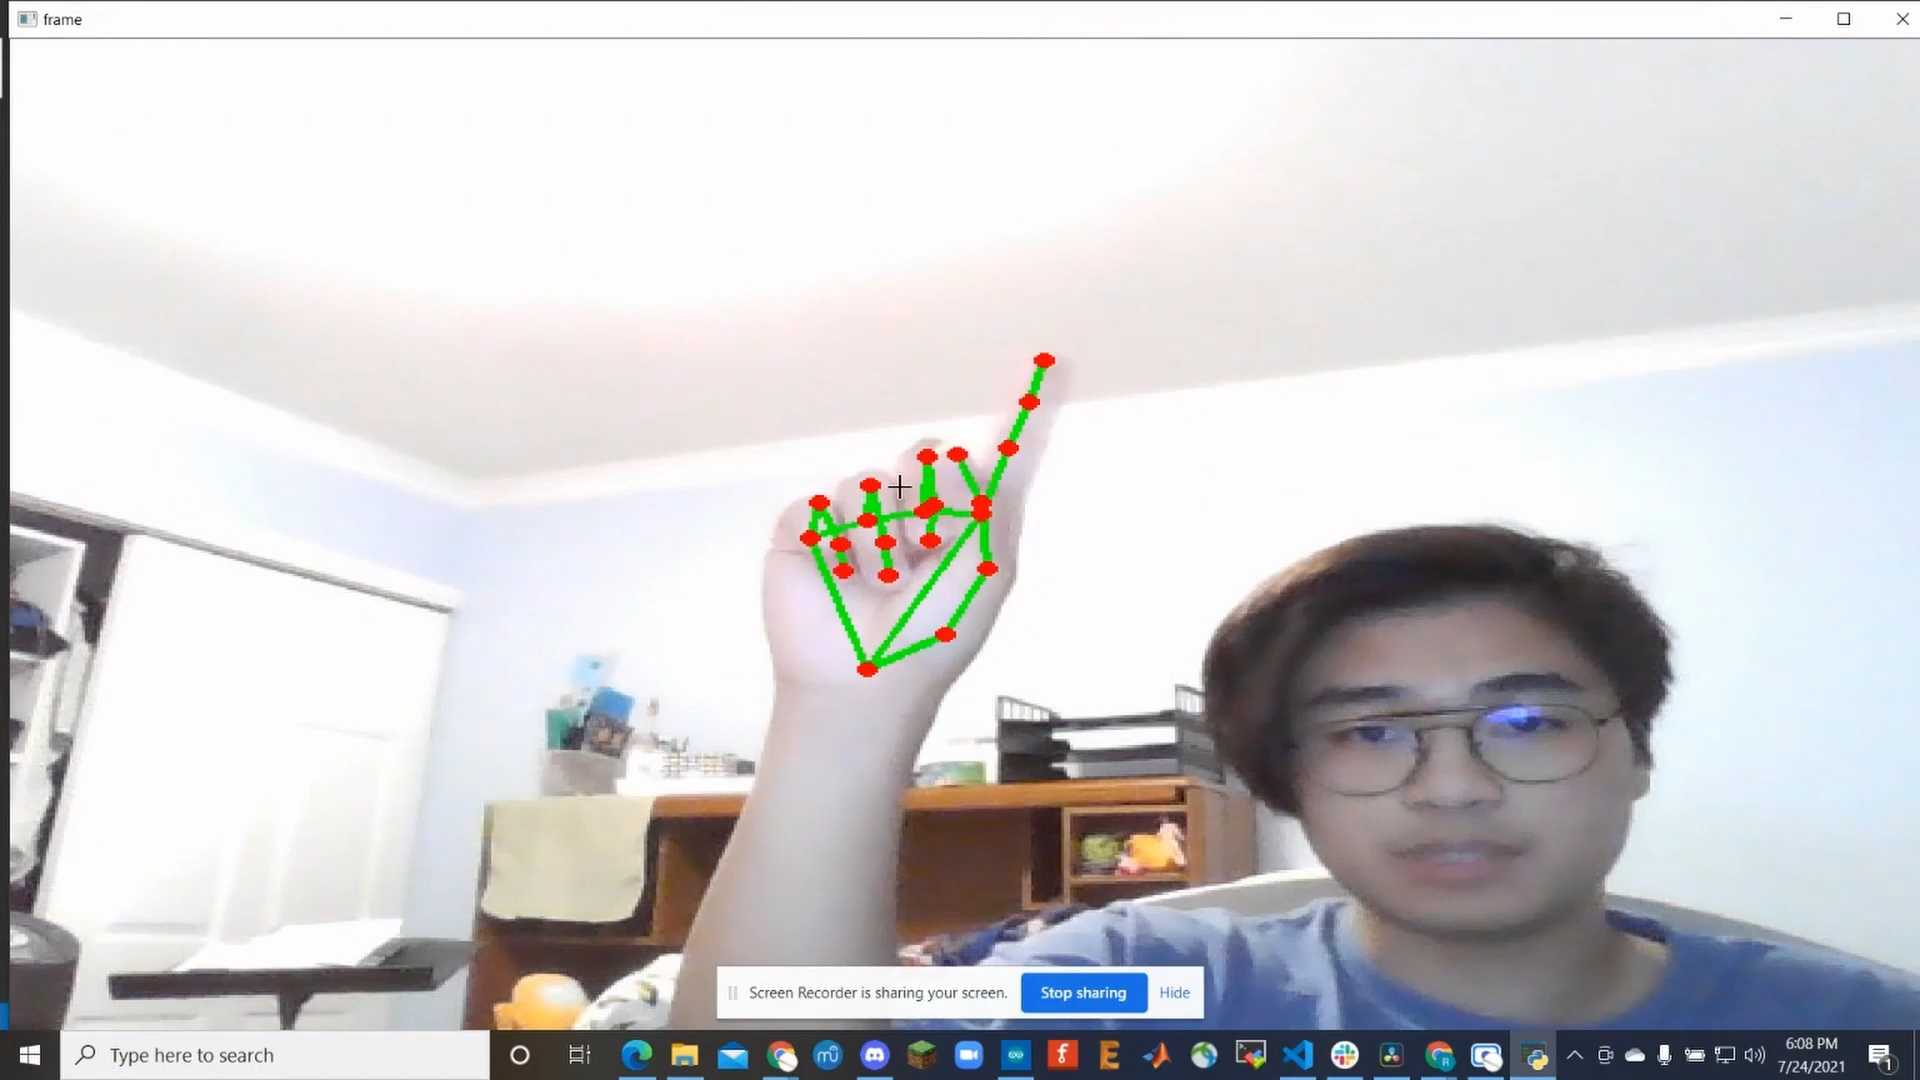 frame
Screen Recorder is sharing your screen.
Stop sharing
Hide
Type here to search
6:08 PM
7/24/2021
1